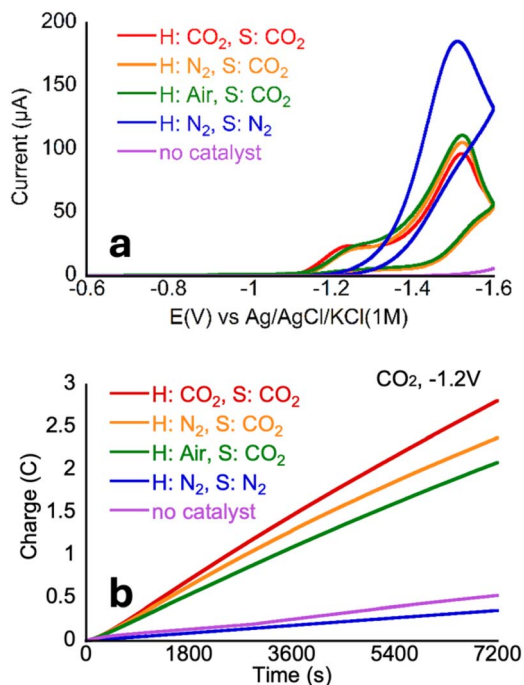 200
150
100
50
0
Current (μA)
H: CO₂, S: CO₂
H: N₂, S: CO₂
H: Air, S: CO₂
H: N₂, S: N₂
no catalyst
a
-0.6 -0.8 -1 -1.2 -1.4 -1.6
E(V) vs Ag/AgCl/KCl(1M)
3
2.5
2
1.5
1
0.5
0
Charge (C)
CO₂, -1.2V
H: CO₂, S: CO₂
H: N₂, S: CO₂
H: Air, S: CO₂
H: N₂, S: N₂
no catalyst
b
0 1800 3600 5400 7200
Time (s)